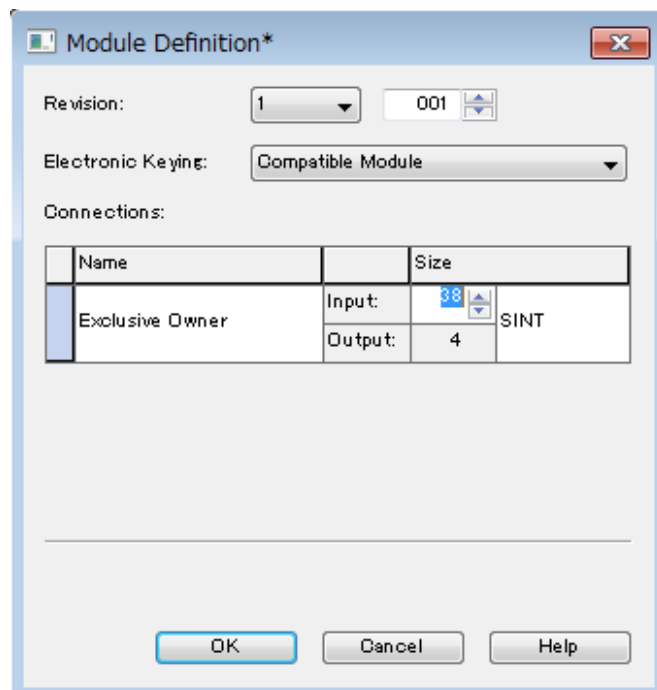 Module Definition*
Revision: 1 001
Electronic Keying: Compatible Module
Connections:
Name Size
Exclusive Owner Input: 38 SINT
Output: 4
OK Cancel Help